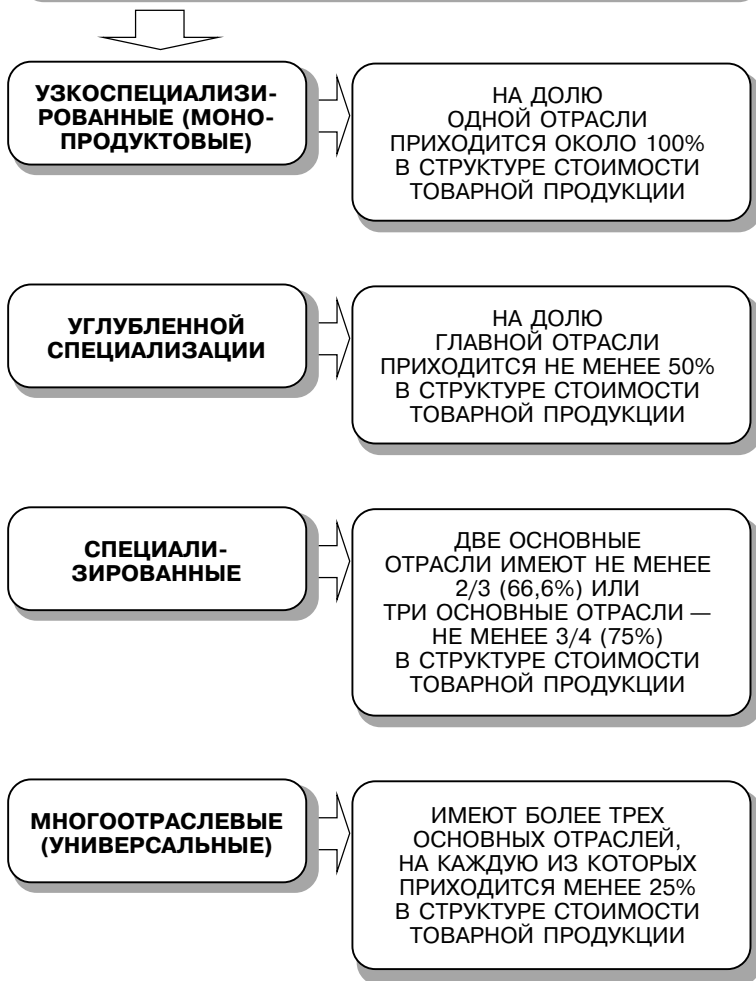 УЗКОСПЕЦИАЛИЗИ-
РОВАННЫЕ (МОНО-
ПРОДУКТОВЫЕ)
НА ДОЛЮ
ОДНОЙ ОТРАСЛИ
ПРИХОДИТСЯ ОКОЛО 100%
В СТРУКТУРЕ СТОИМОСТИ
ТОВАРНОЙ ПРОДУКЦИИ
УГЛУБЛЕННОЙ
СПЕЦИАЛИЗАЦИИ
НА ДОЛЮ
ГЛАВНОЙ ОТРАСЛИ
ПРИХОДИТСЯ НЕ МЕНЕЕ 50%
В СТРУКТУРЕ СТОИМОСТИ
ТОВАРНОЙ ПРОДУКЦИИ
СПЕЦИАЛИ-
ЗИРОВАННЫЕ
ДВЕ ОСНОВНЫЕ
ОТРАСЛИ ИМЕЮТ НЕ МЕНЕЕ
2/3 (66,6%) ИЛИ
ТРИ ОСНОВНЫЕ ОТРАСЛИ —
НЕ МЕНЕЕ 3/4 (75%)
В СТРУКТУРЕ СТОИМОСТИ
ТОВАРНОЙ ПРОДУКЦИИ
МНОГООТРАСЛЕВЫЕ
(УНИВЕРСАЛЬНЫЕ)
ИМЕЮТ БОЛЕЕ ТРЕХ
ОСНОВНЫХ ОТРАСЛЕЙ,
НА КАЖДУЮ ИЗ КОТОРЫХ
ПРИХОДИТСЯ МЕНЕЕ 25%
В СТРУКТУРЕ СТОИМОСТИ
ТОВАРНОЙ ПРОДУКЦИИ